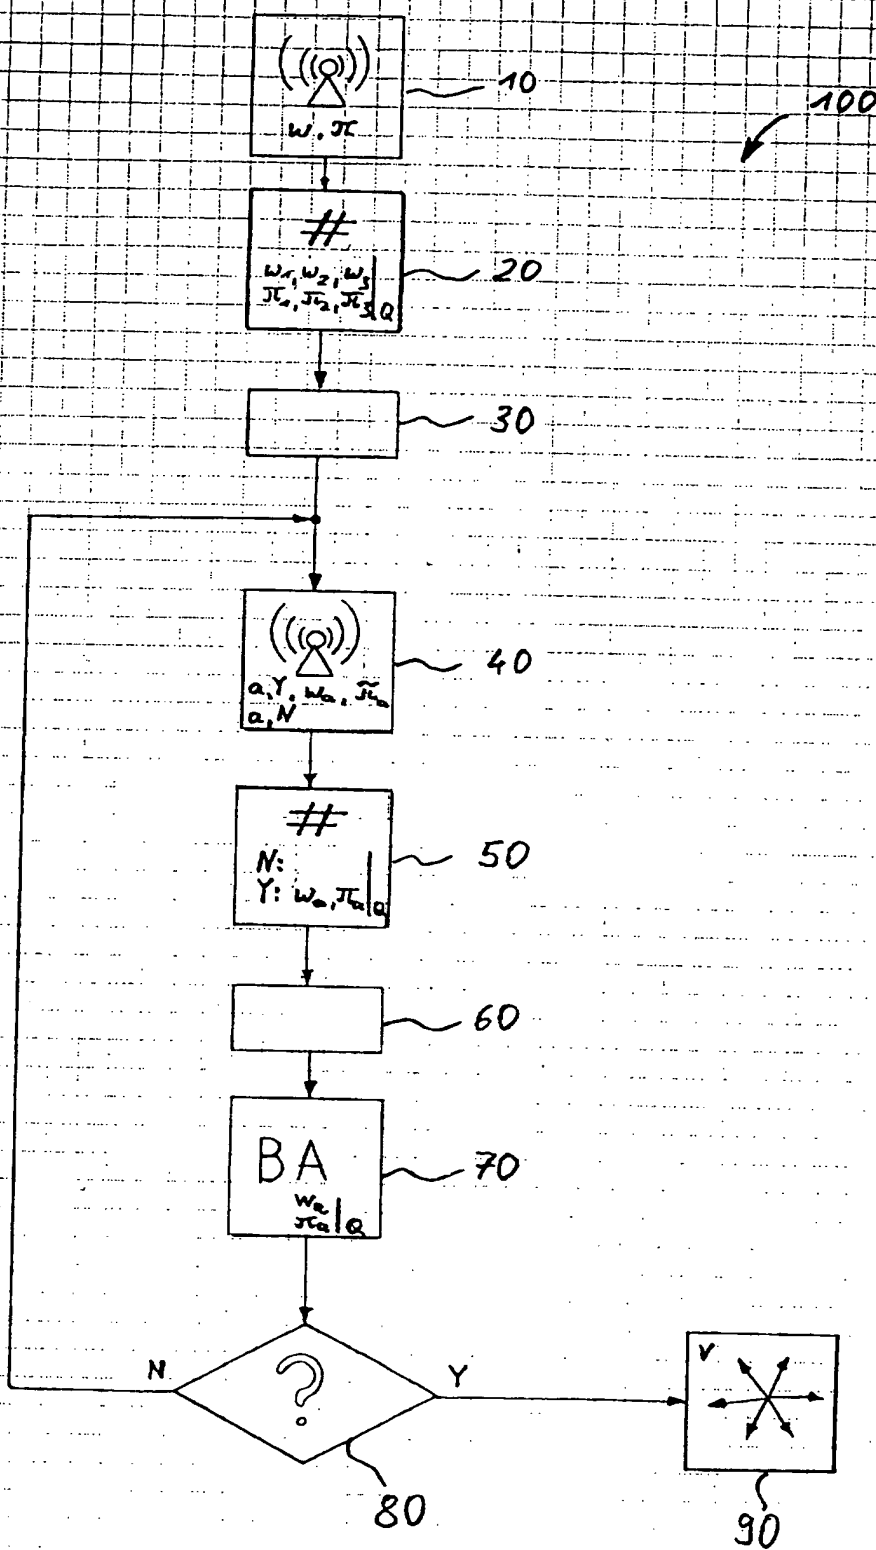 w, π
10
100
#
w₁, w₂, w₃
π₁, π₂, π₃|Q
20
30
a, Y, wₐ, π̃ₐ
a, N
40
#
N:
Y: wₐ, πₐ|Q
50
60
BA
wₐ
πₐ|Q
70
N
?
Y
80
V
90